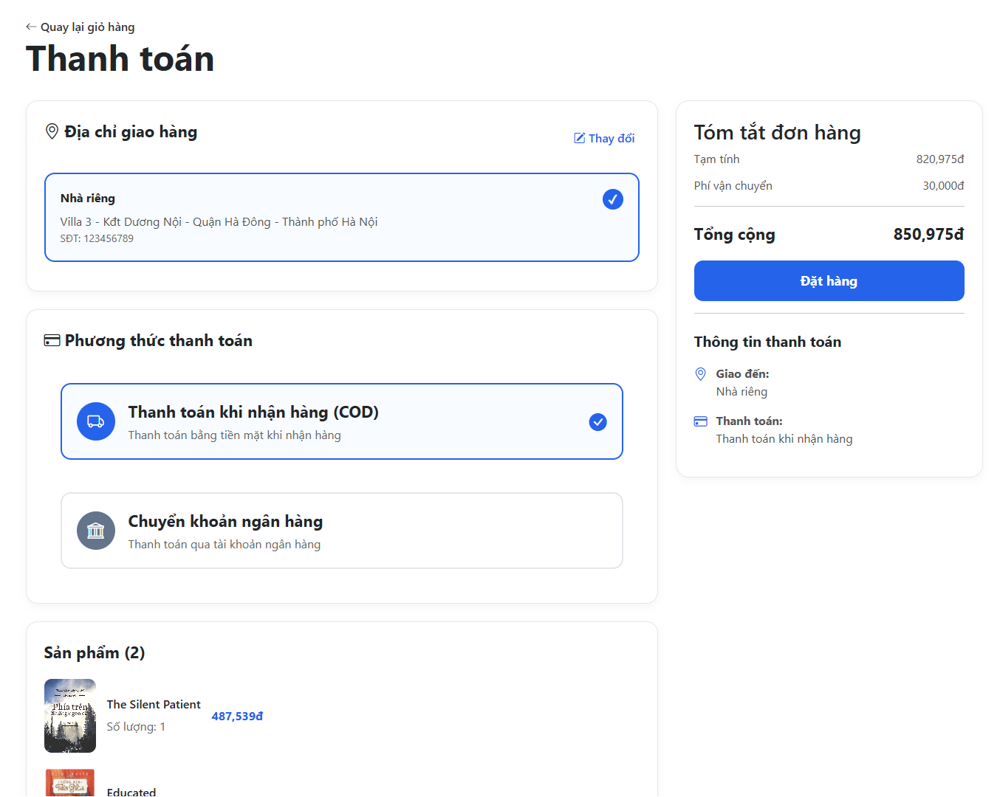 Quay lại giỏ hàng
Thanh toán
Địa chỉ giao hàng
Thay đổi
Nhà riêng
Villa 3 - Kđt Dương Nội - Quận Hà Đông - Thành phố Hà Nội
SĐT: 123456789
Phương thức thanh toán
Thanh toán khi nhận hàng (COD)
Thanh toán bằng tiền mặt khi nhận hàng
Chuyển khoản ngân hàng
Thanh toán qua tài khoản ngân hàng
Sản phẩm (2)
Phía trên
The Silent Patient
Số lượng: 1
487,539đ
Educated
Tóm tắt đơn hàng
Tạm tính 820,975đ
Phí vận chuyển 30,000đ
Tổng cộng 850,975đ
Đặt hàng
Thông tin thanh toán
Giao đến:
Nhà riêng
Thanh toán:
Thanh toán khi nhận hàng